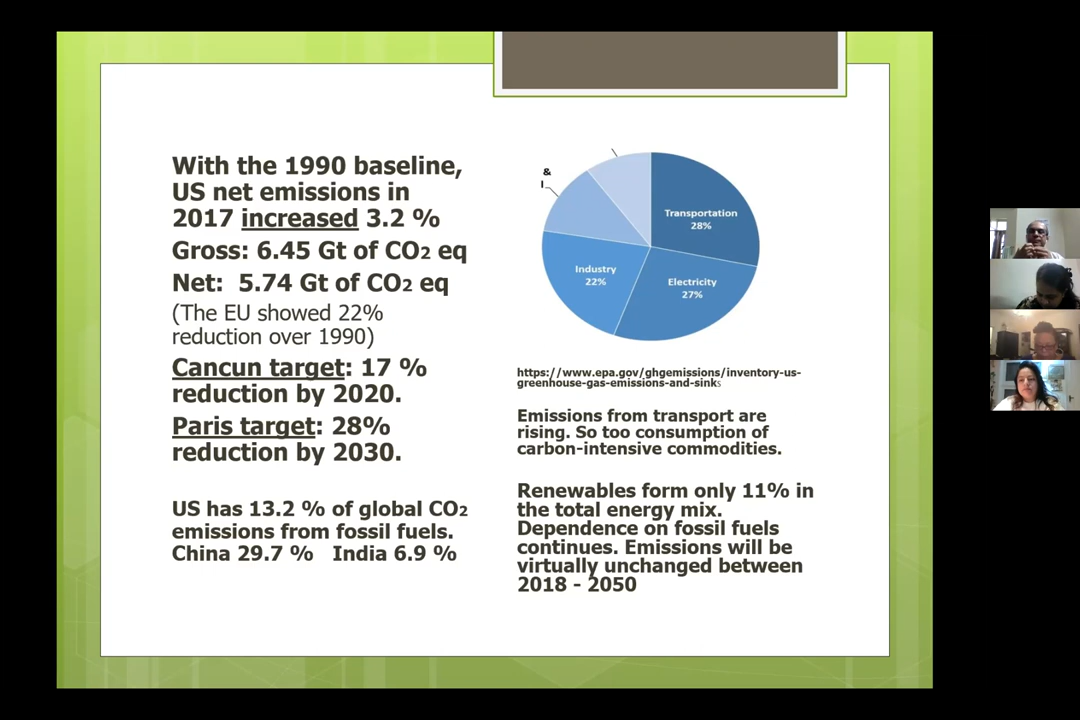 With the 1990 baseline,
US net emissions in
2017 increased 3.2 %
Gross: 6.45 Gt of CO2 eq
Net: 5.74 Gt of CO2 eq
(The EU showed 22%
reduction over 1990)
Cancun target: 17 %
reduction by 2020.
Paris target: 28%
reduction by 2030.
US has 13.2 % of global CO2
emissions from fossil fuels.
China 29.7 % India 6.9 %
&
Transportation
28%
Industry
22%
Electricity
27%
https://www.epa.gov/ghgemissions/inventory-us-
greenhouse-gas-emissions-and-sinks
Emissions from transport are
rising. So too consumption of
carbon-intensive commodities.
Renewables form only 11% in
the total energy mix.
Dependence on fossil fuels
continues. Emissions will be
virtually unchanged between
2018 - 2050